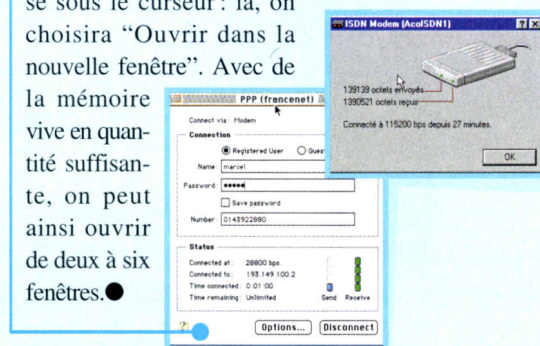 se sous le curseur : là, on
choisira “Ouvrir dans la
nouvelle fenêtre”. Avec de
la mémoire
vive en quan-
tité suffisan-
te, on peut
ainsi ouvrir
de deux à six
fenêtres.●
PPP (francenet)
Connect via: Modem
Connection
Registered User
Name: marcel
Password: •••••
Save password
Number: 0143922880
Status
Connected at: 28800 bps.
Connected to: 193.149.100.2
Time connected: 0:01:00
Time remaining: Unlimited
Send Receive
Options... Disconnect
ISDN Modem (AcoISDN1)
139139 octets envoyés
1390521 octets reçus
Connecté à 115200 bps depuis 27 minutes.
OK